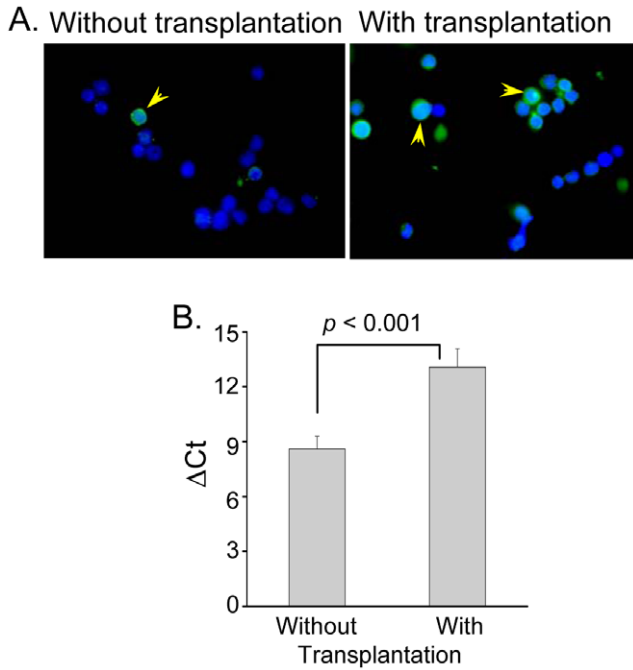 A. Without transplantation With transplantation
B.
p < 0.001
15
12
9
6
3
0
ΔCt
Without With
Transplantation